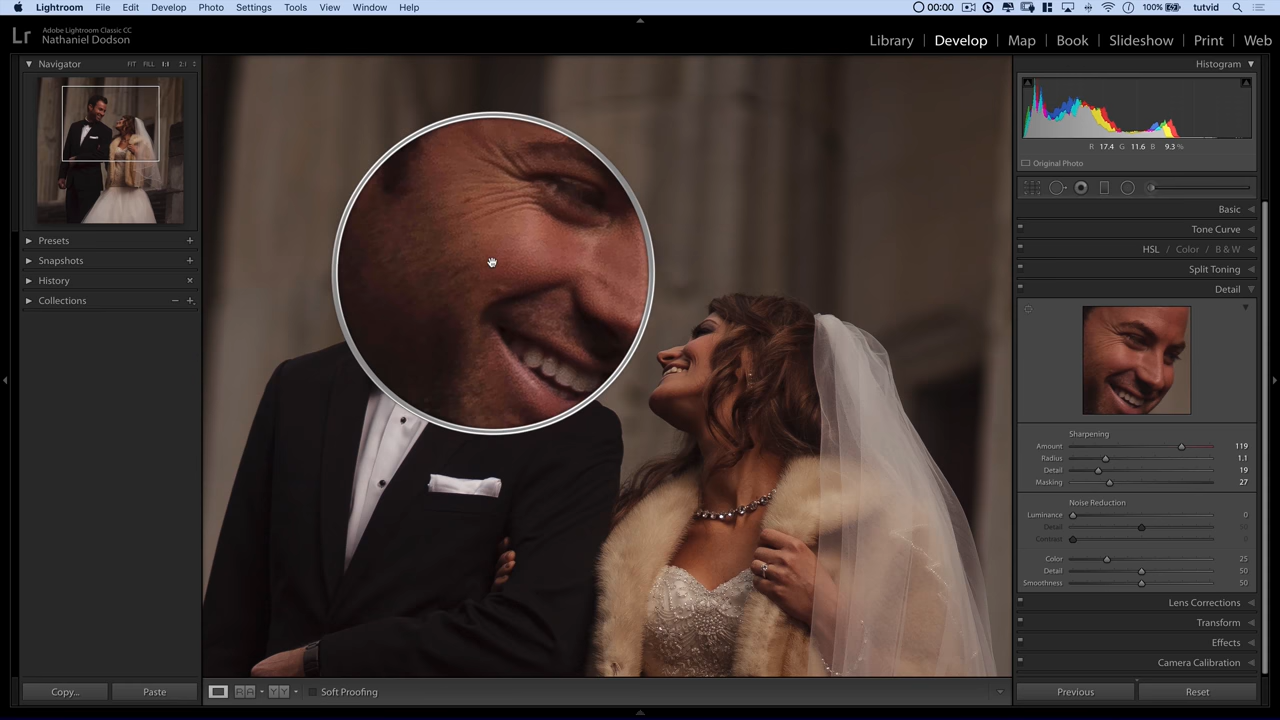 Lightroom File Edit Develop Photo Settings Tools View Window Help 00:00 100% tutvid
Lr Adobe Lightroom Classic CC
Nathaniel Dodson
Library | Develop | Map | Book | Slideshow | Print | Web
Navigator FIT FILL 1:1 2:1
Presets
Snapshots
History
Collections
Copy... Paste
Soft Proofing
Histogram
R 17.4 G 11.6 B 9.3 %
Original Photo
Basic
Tone Curve
HSL / Color / B & W
Split Toning
Detail
Sharpening
Amount 119
Radius 1.1
Detail 19
Masking 27
Noise Reduction
Luminance 0
Detail 50
Contrast 0
Color 25
Detail 50
Smoothness 50
Lens Corrections
Transform
Effects
Camera Calibration
Previous Reset